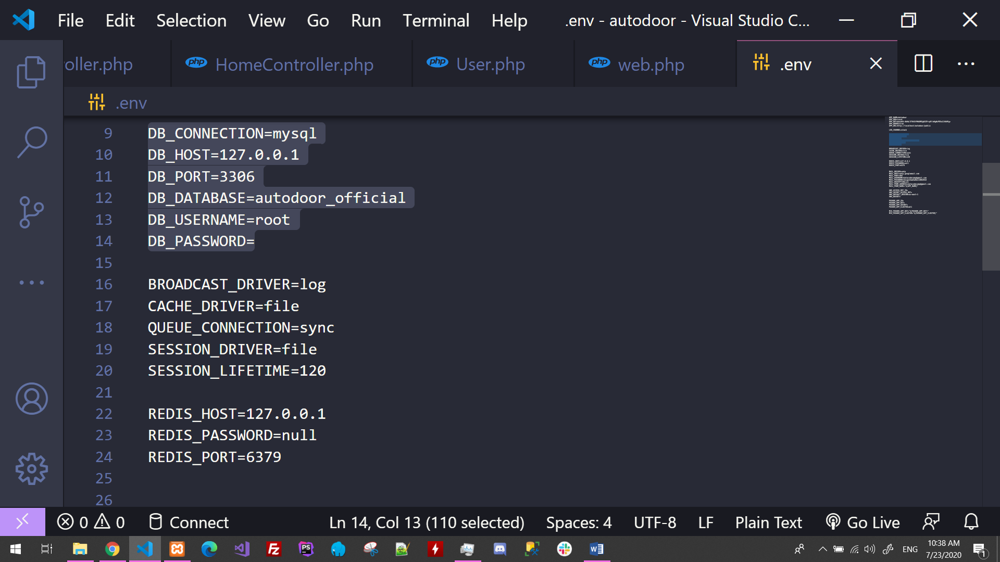 File Edit Selection View Go Run Terminal Help .env - autodoor - Visual Studio C...
oller.php HomeController.php User.php web.php .env
.env
9 DB_CONNECTION=mysql
10 DB_HOST=127.0.0.1
11 DB_PORT=3306
12 DB_DATABASE=autodoor_official
13 DB_USERNAME=root
14 DB_PASSWORD=
15
16 BROADCAST_DRIVER=log
17 CACHE_DRIVER=file
18 QUEUE_CONNECTION=sync
19 SESSION_DRIVER=file
20 SESSION_LIFETIME=120
21
22 REDIS_HOST=127.0.0.1
23 REDIS_PASSWORD=null
24 REDIS_PORT=6379
25
26
0 0 Connect Ln 14, Col 13 (110 selected) Spaces: 4 UTF-8 LF Plain Text Go Live
ENG 10:38 AM
7/23/2020 1